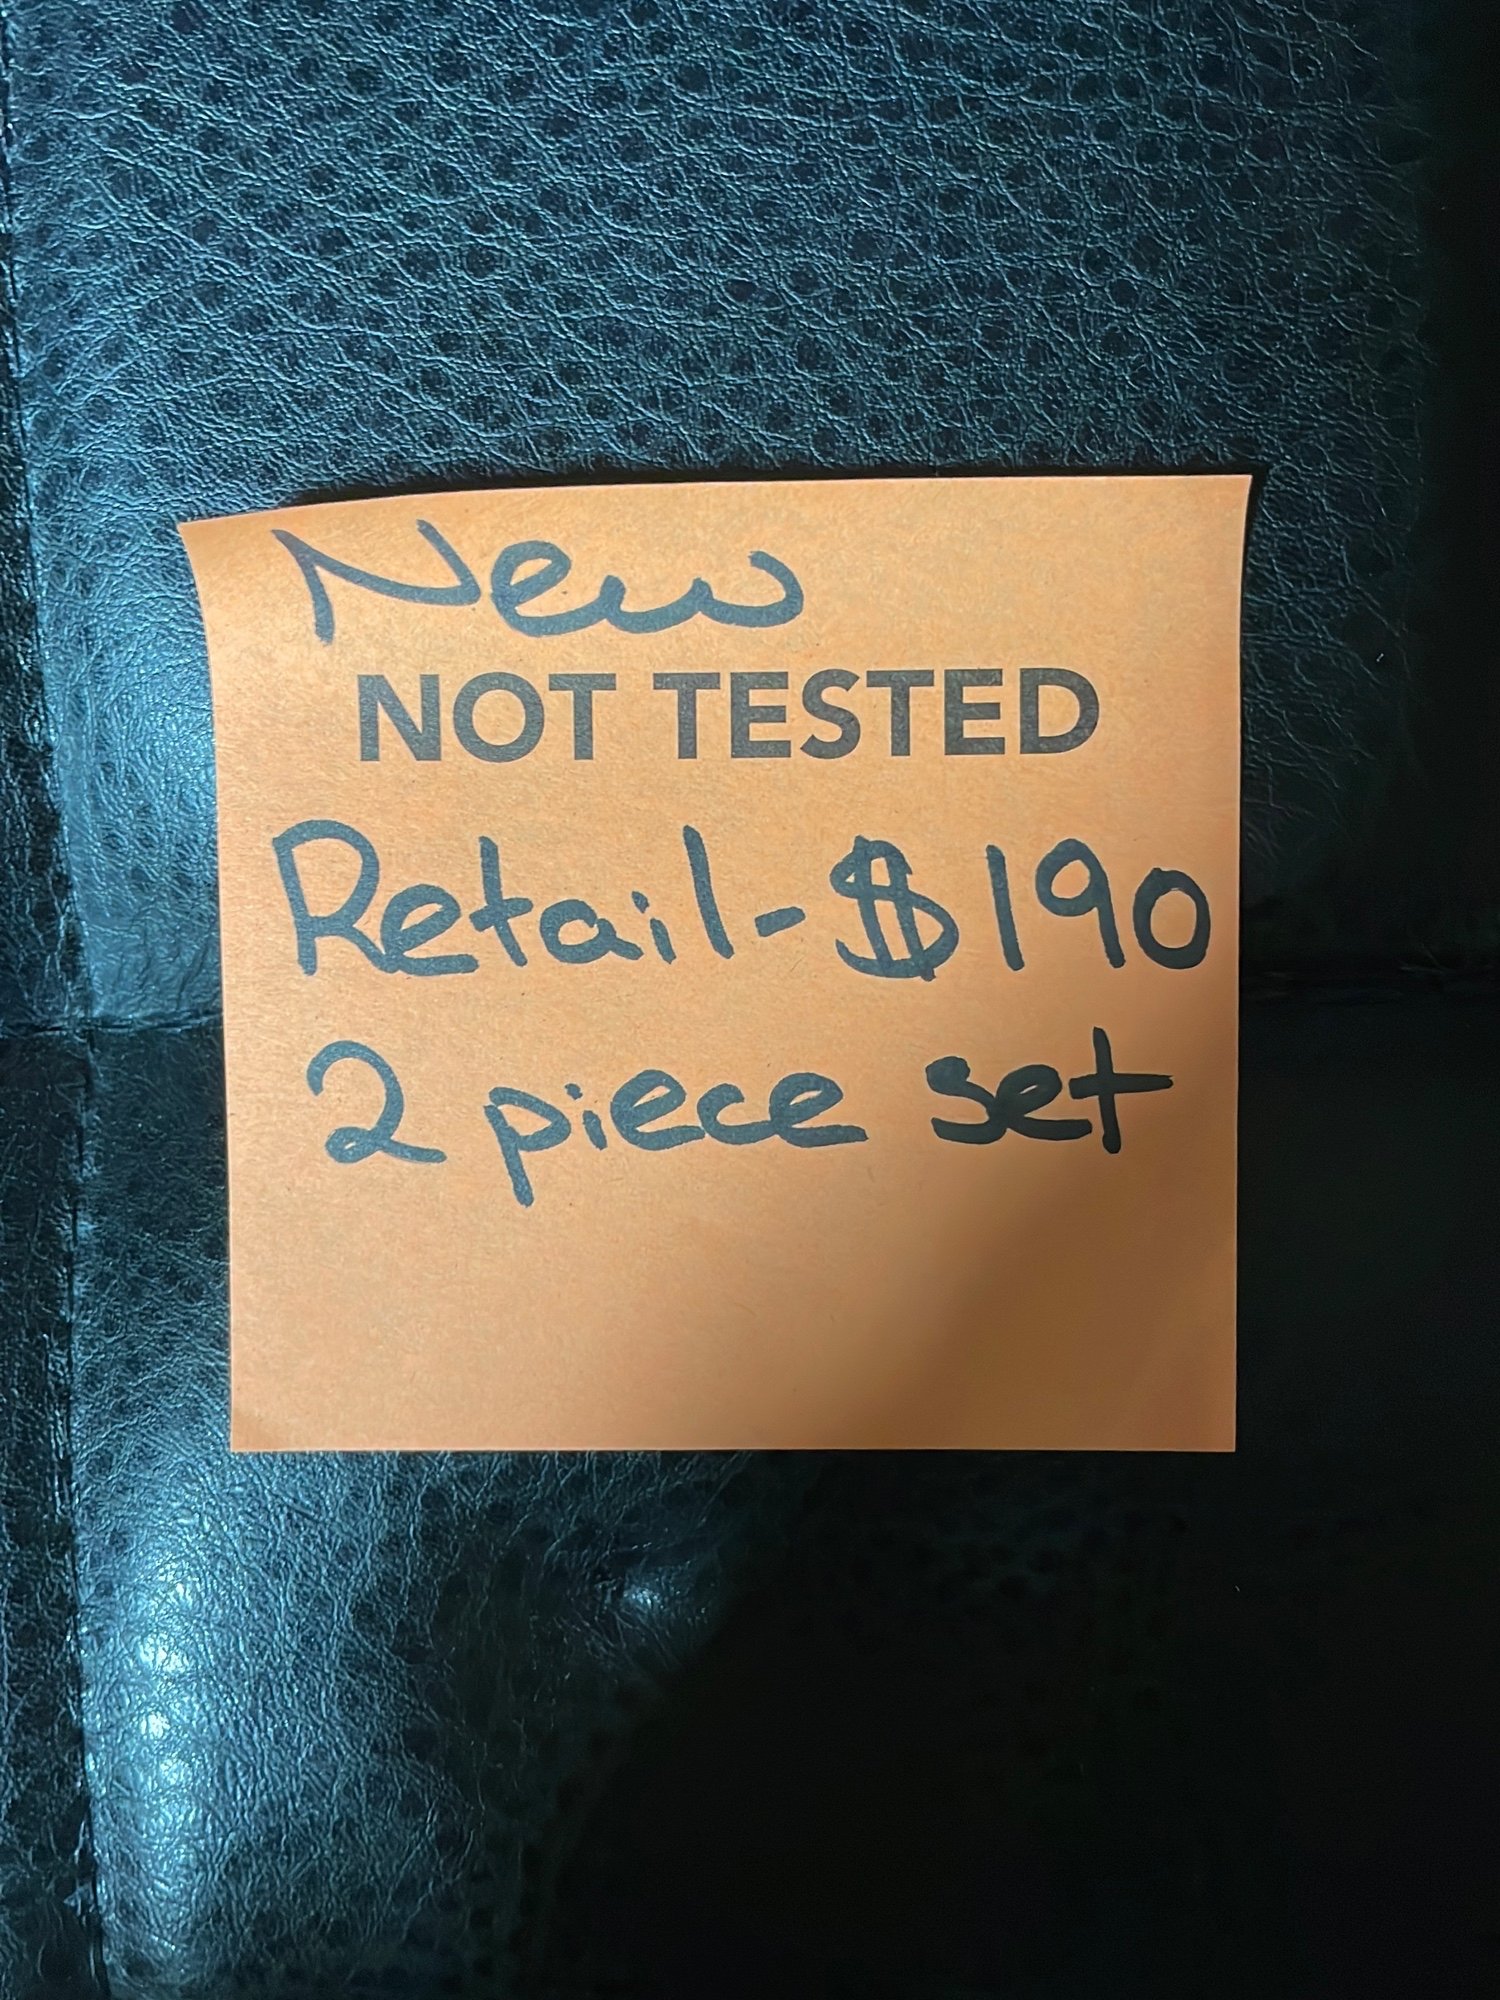 New
NOT TESTED
Retail-$190
2 piece set